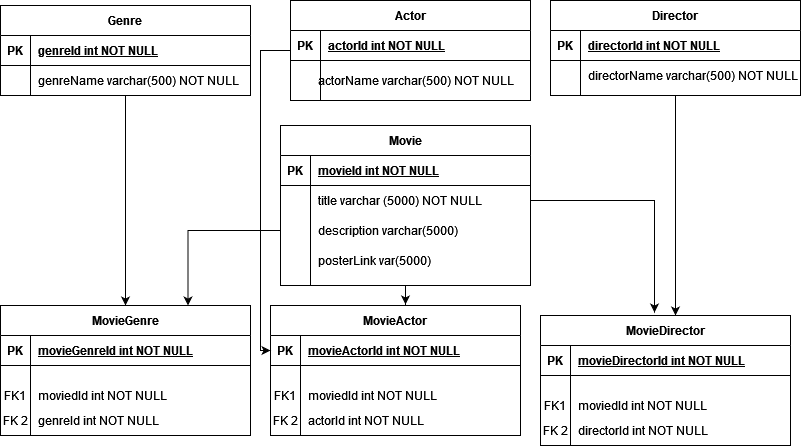 Genre
PK genreId int NOT NULL
genreName varchar(500) NOT NULL
Actor
PK actorId int NOT NULL
actorName varchar(500) NOT NULL
Director
PK directorId int NOT NULL
directorName varchar(500) NOT NULL
Movie
PK movieId int NOT NULL
title varchar (5000) NOT NULL
description varchar(5000)
posterLink var(5000)
MovieGenre
PK movieGenreId int NOT NULL
FK1 moviedId int NOT NULL
FK 2 genreId int NOT NULL
MovieActor
PK movieActorId int NOT NULL
FK1 moviedId int NOT NULL
FK 2 actorId int NOT NULL
MovieDirector
PK movieDirectorId int NOT NULL
FK1 moviedId int NOT NULL
FK 2 directorId int NOT NULL